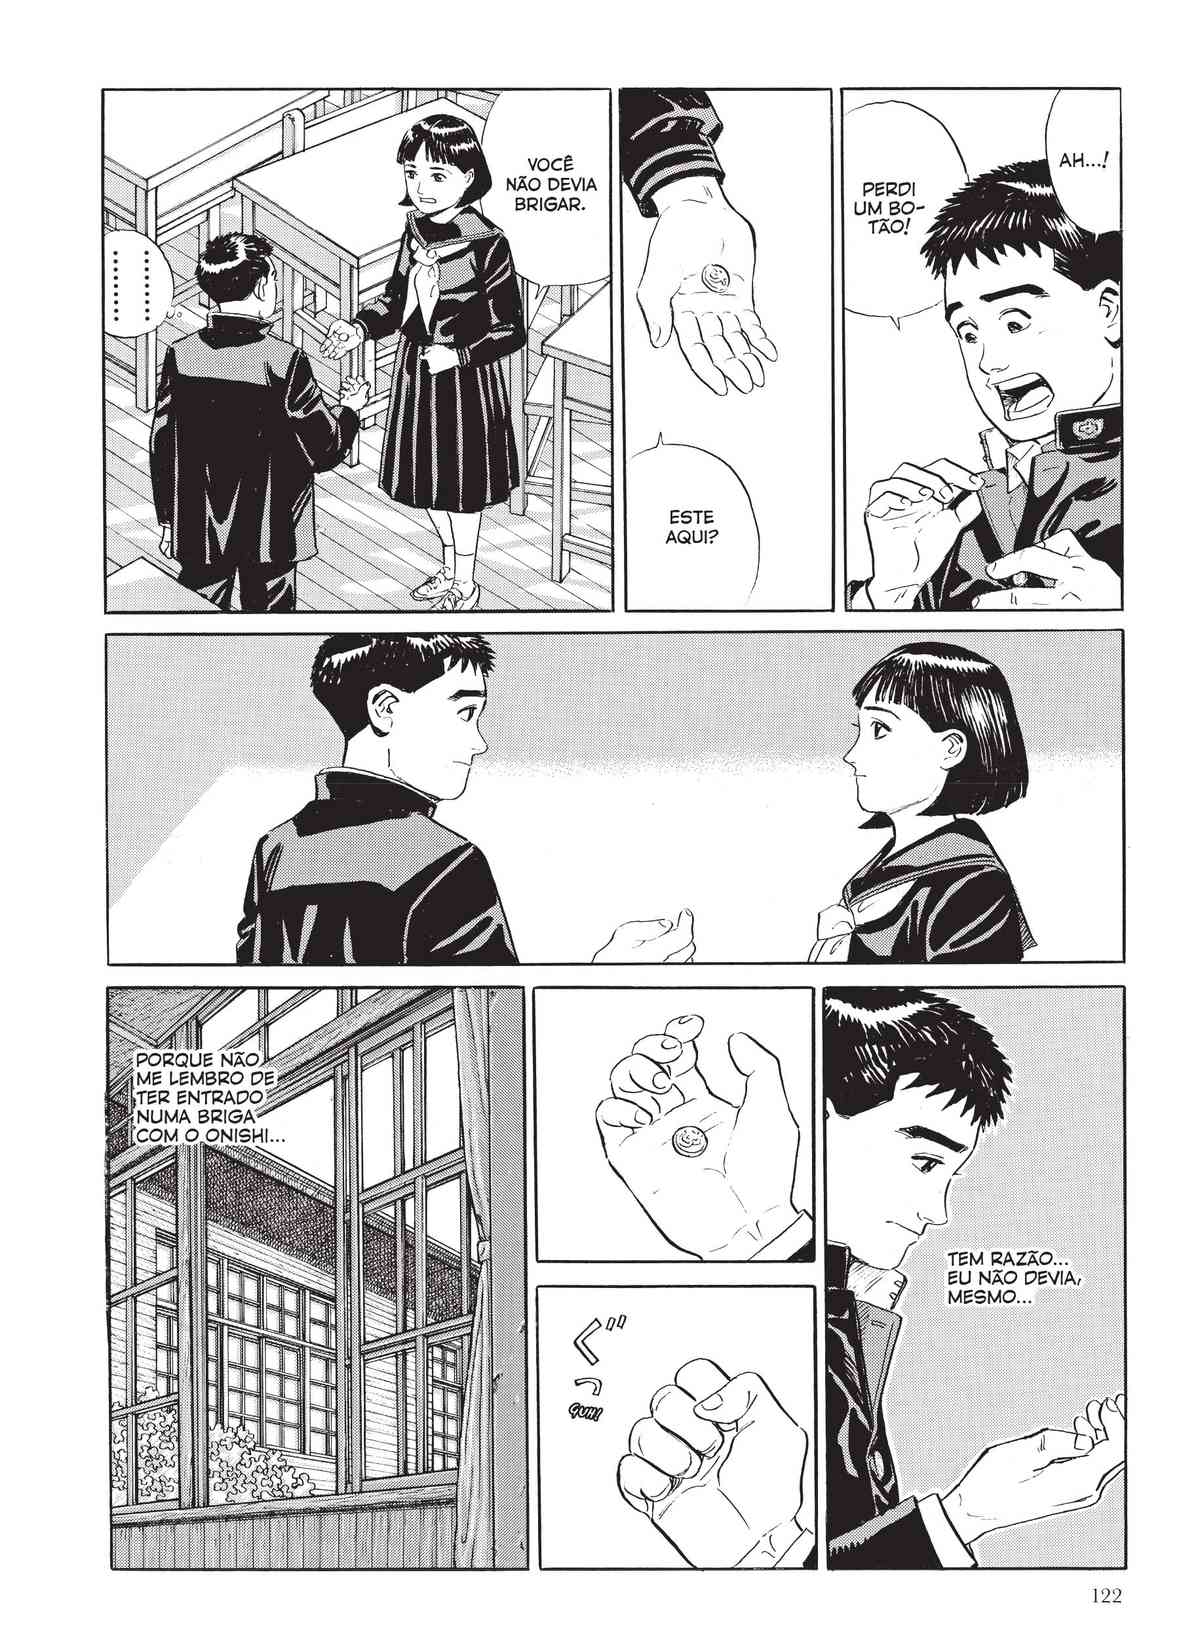 AH...!
PERDI
UM BO-
TÃO!
ESTE
AQUI?
VOCÊ
NÃO DEVIA
BRIGAR.
TEM RAZÃO...
EU NÃO DEVIA,
MESMO...
ぐ
っ
GUH!
PORQUE NÃO
ME LEMBRO DE
TER ENTRADO
NUMA BRIGA
COM O ONISHI...
122